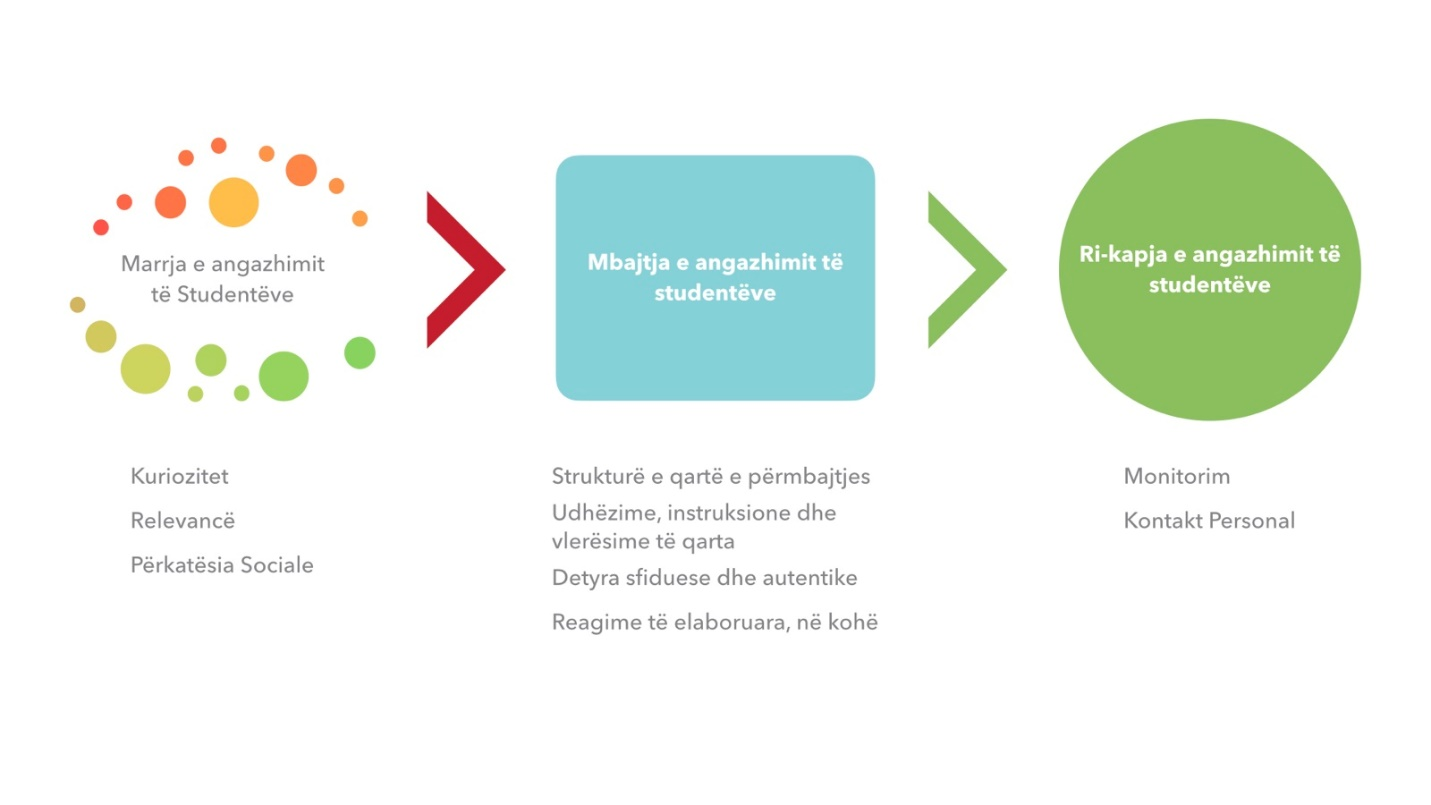 Marrja e angazhimit
të Studentëve
Mbajtja e angazhimit të
studentëve
Ri-kapja e angazhimit të
studentëve
Kuriozitet
Relevancë
Përkatësia Sociale
Strukturë e qartë e përmbajtjes
Udhëzime, instruksione dhe
vlerësime të qarta
Detyra sfiduese dhe autentike
Reagime të elaboruara, në kohë
Monitorim
Kontakt Personal